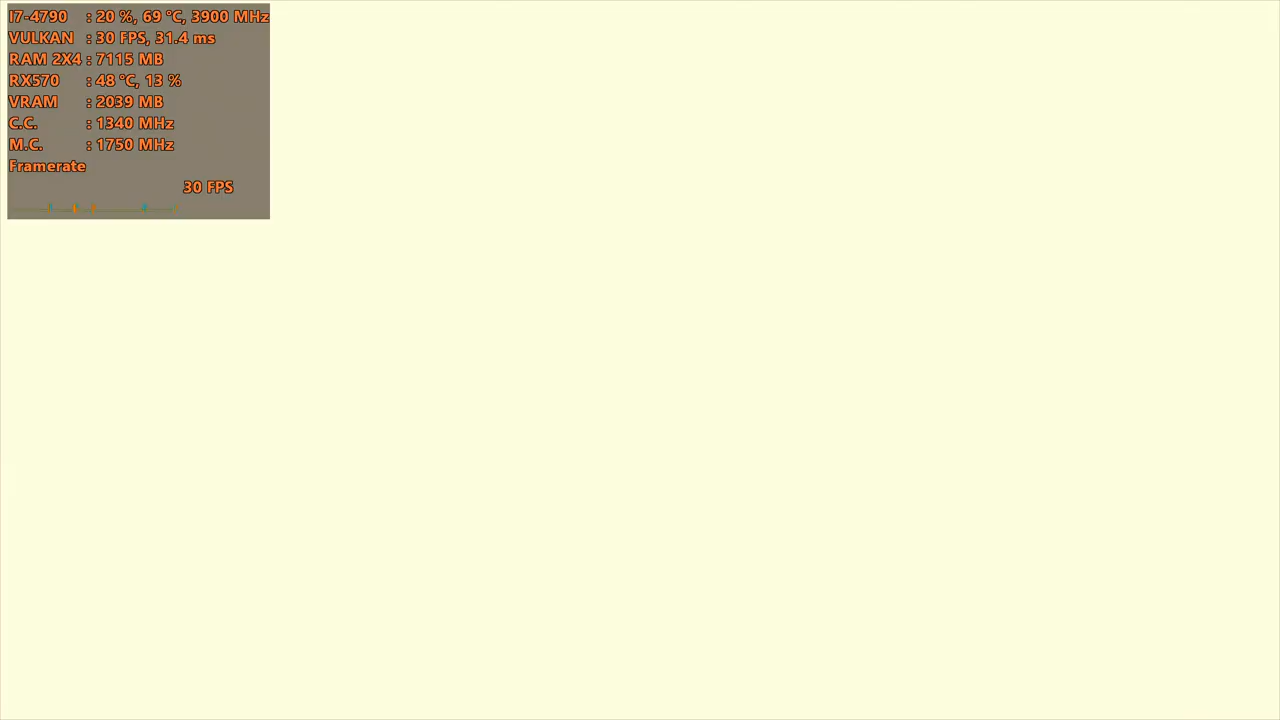 I7-4790 : 20 %, 69 °C, 3900 MHz
VULKAN : 30 FPS, 31.4 ms
RAM 2X4 : 7115 MB
RX570 : 48 °C, 13 %
VRAM : 2039 MB
C.C. : 1340 MHz
M.C. : 1750 MHz
Framerate
30 FPS